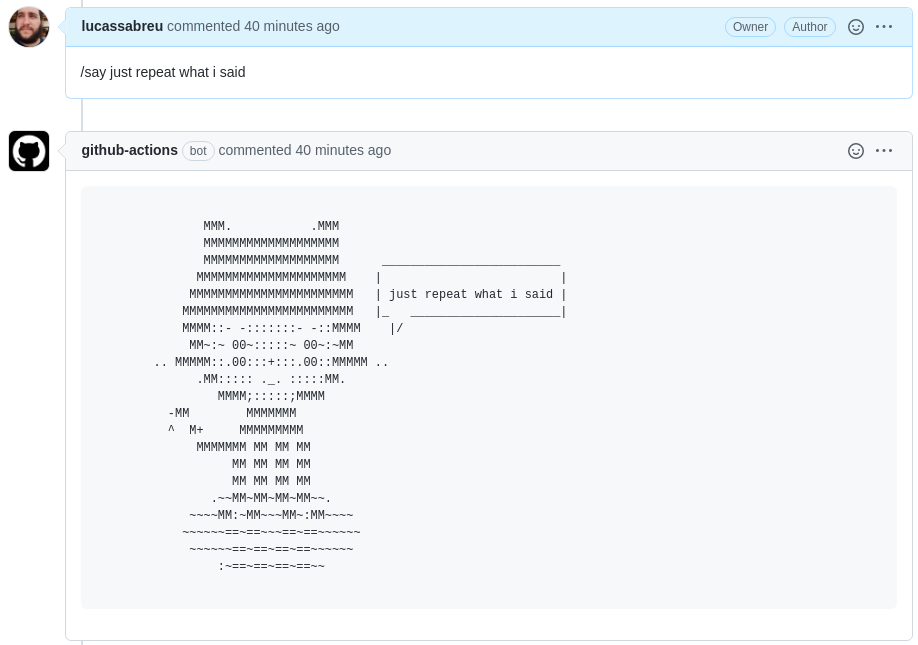 lucassabreu commented 40 minutes ago Owner Author
/say just repeat what i said
github-actions bot commented 40 minutes ago
MMM.           .MMM
MMMMMMMMMMMMMMMMMMM
MMMMMMMMMMMMMMMMMMM      _________________________
MMMMMMMMMMMMMMMMMMMMM    |                         |
MMMMMMMMMMMMMMMMMMMMMMM   | just repeat what i said |
MMMMMMMMMMMMMMMMMMMMMMMM   |_   _____________________|
MMMM::- -:::::::- -::MMMM    |/
MM~:~ 00~:::::~ 00~:~MM
.. MMMMM::.00:::+:::.00::MMMMM ..
.MM::::: ._. :::::MM.
MMMM;:::::;MMMM
-MM        MMMMMMM
^  M+     MMMMMMMMM
MMMMMMM MM MM MM
MM MM MM MM
MM MM MM MM
.~~MM~MM~MM~MM~~.
~~~~MM:~MM~~~MM~:MM~~~~
~~~~~~==~==~~~==~==~~~~~~
~~~~~~==~==~==~==~~~~~~
:~==~==~==~==~~